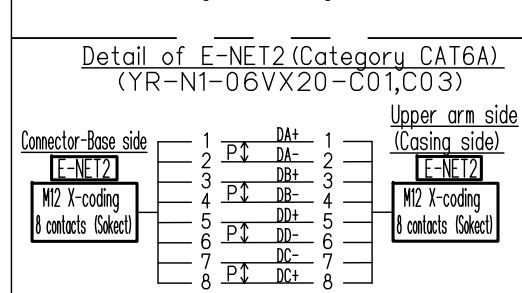 Detail of E-NET2(Category CAT6A)
(YR-N1-06VX20-C01,C03)
Upper arm side
(Casing side)
Connector-Base side
E-NET2
M12 X-coding
8 contacts (Sokect)
1 DA+ 1
2 P DA- 2
3 DB+ 3
4 P DB- 4
5 DD+ 5
6 P DD- 6
7 DC- 7
8 P DC+ 8
E-NET2
M12 X-coding
8 contacts (Sokect)